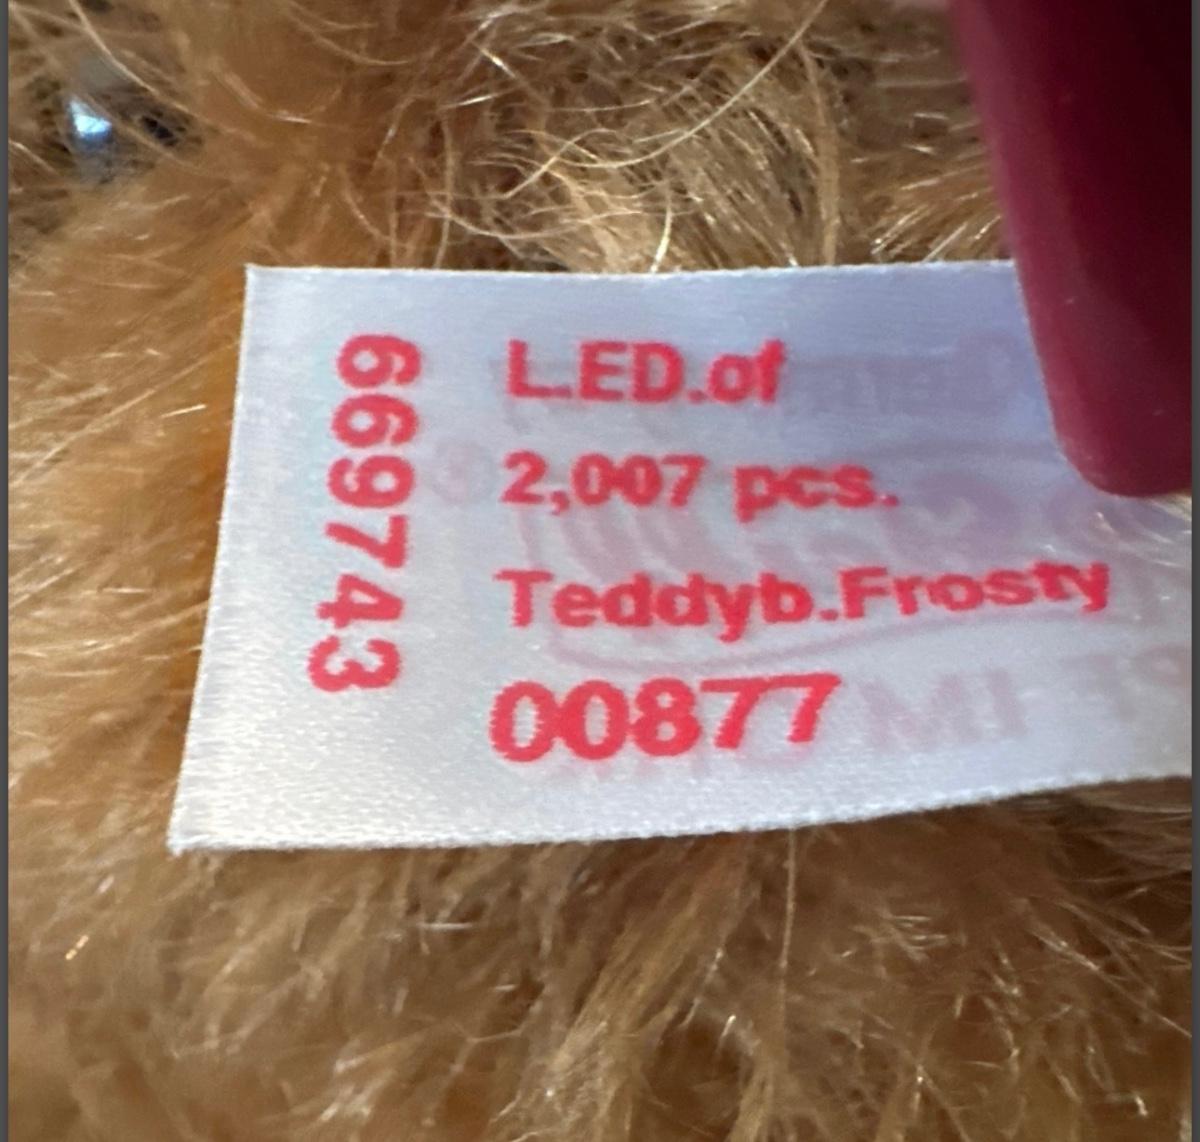 669743
L.ED.of
2,007 pcs.
Teddyb.Frosty
00877